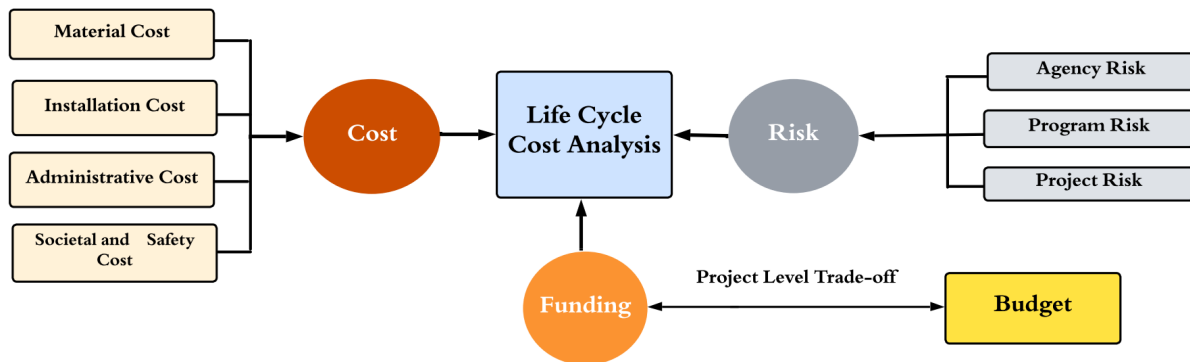 Material Cost
Installation Cost
Administrative Cost
Societal and Safety
Cost
Cost
Life Cycle
Cost Analysis
Risk
Agency Risk
Program Risk
Project Risk
Funding
Project Level Trade-off
Budget